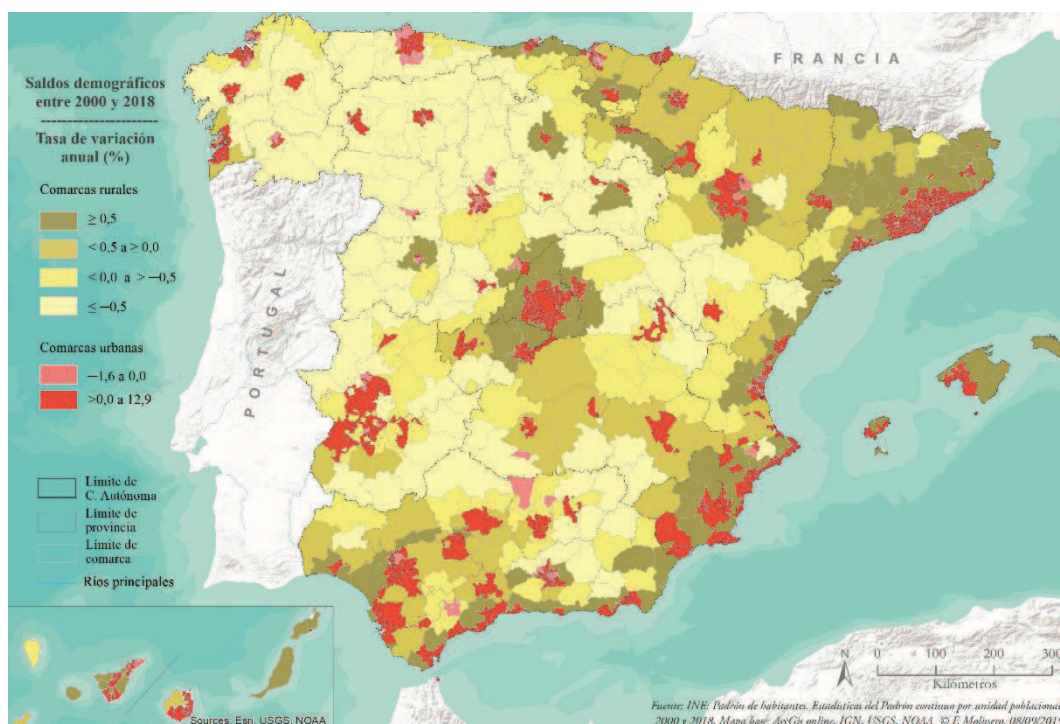 FRANCIA
Saldos demográficos
entre 2000 y 2018
Tasa de variación
anual (%)
Comarcas rurales
≥ 0,5
< 0,5 a > 0,0
< 0,0 a > −0,5
≤ −0,5
Comarcas urbanas
−1,6 a 0,0
>0,0 a 12,9
PORTUGAL
Límite de
C. Autónoma
Límite de
provincia
Límite de
comarca
Ríos principales
N
0 100 200 300
Kilómetros
Sources: Esri, USGS, NOAA
Fuente: INE: Padrón de habitantes. Estadísticas del Padrón continuo por unidad poblacional
2000 y 2018. Mapa base: ArcGis online, IGN, USGS, NOAA. © F. Molinero,